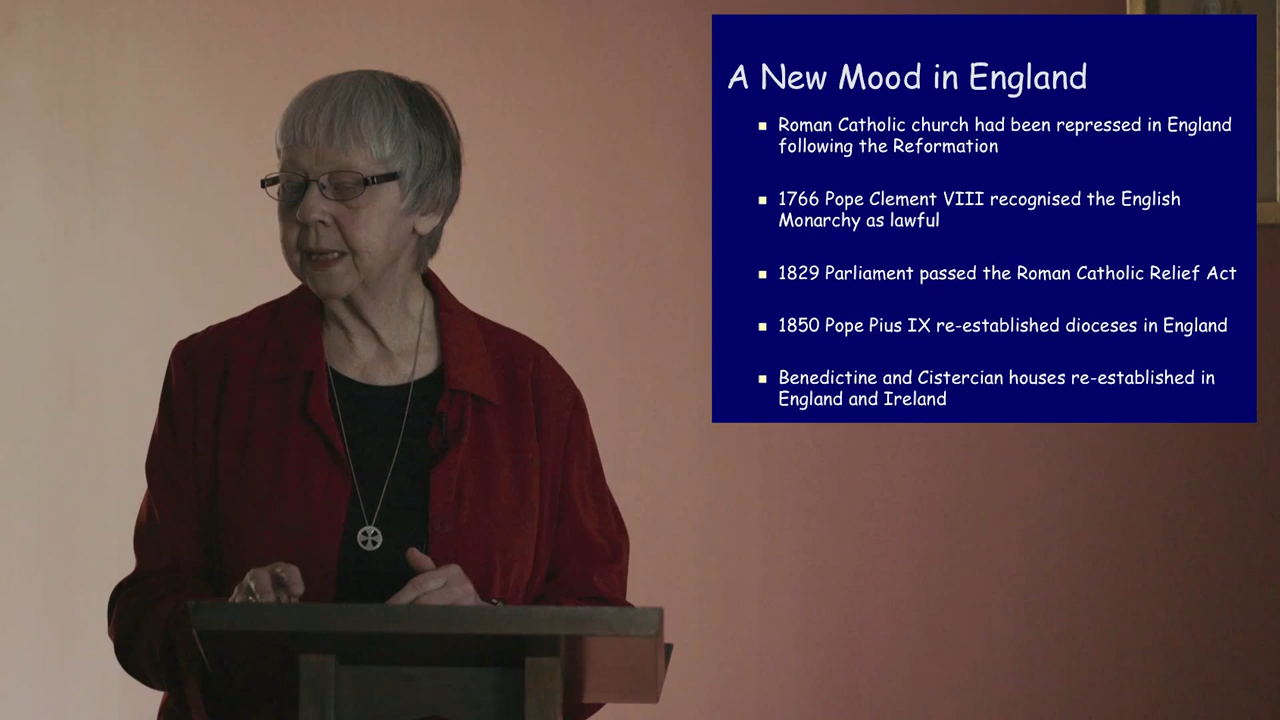 A New Mood in England
Roman Catholic church had been repressed in England
following the Reformation
1766 Pope Clement VIII recognised the English
Monarchy as lawful
1829 Parliament passed the Roman Catholic Relief Act
1850 Pope Pius IX re-established dioceses in England
Benedictine and Cistercian houses re-established in
England and Ireland